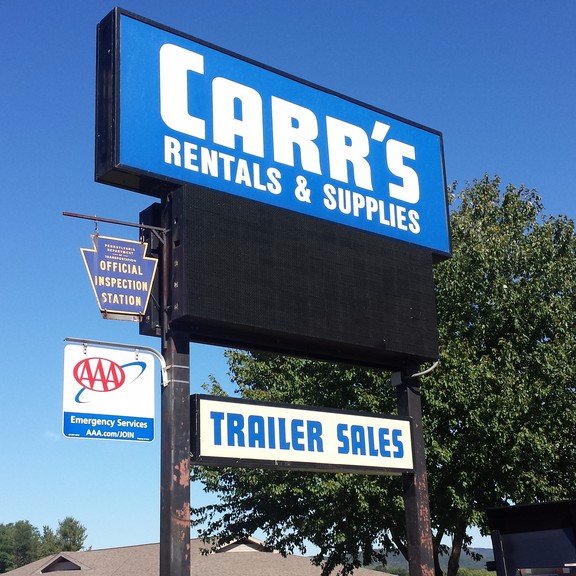 CARR'S
RENTALS & SUPPLIES
PENNSYLVANIA
DEPARTMENT
OF
TRANSPORTATION
OFFICIAL
INSPECTION
STATION
AAA
Emergency Services
AAA.com/JOIN
TRAILER SALES